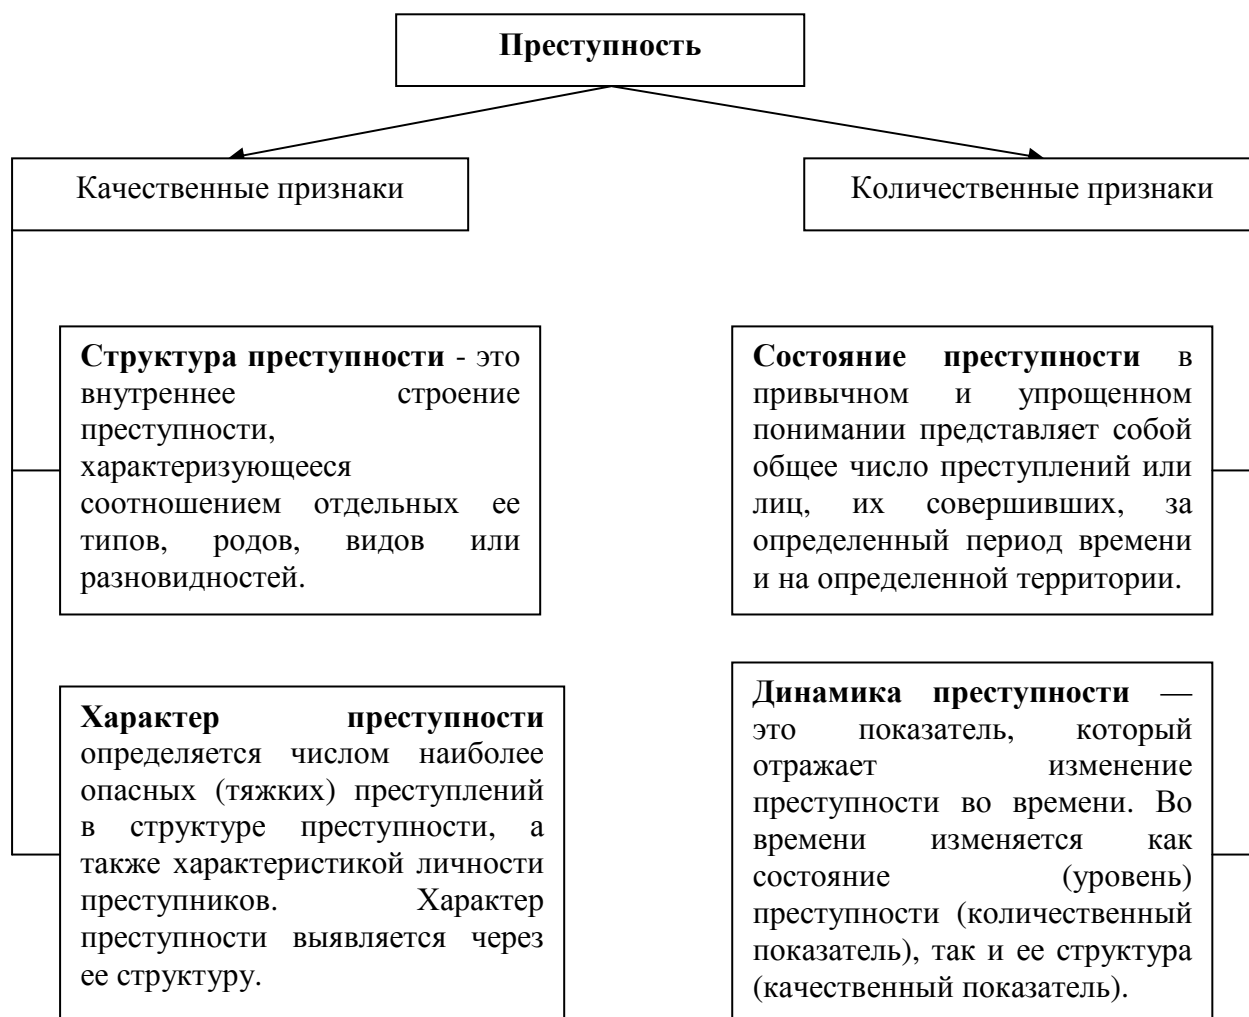 Преступность
Качественные признаки
Количественные признаки
Структура преступности - это
внутреннее строение
преступности,
характеризующееся
соотношением отдельных ее
типов, родов, видов или
разновидностей.
Характер преступности
определяется числом наиболее
опасных (тяжких) преступлений
в структуре преступности, а
также характеристикой личности
преступников. Характер
преступности выявляется через
ее структуру.
Состояние преступности в
привычном и упрощенном
понимании представляет собой
общее число преступлений или
лиц, их совершивших, за
определенный период времени
и на определенной территории.
Динамика преступности —
это показатель, который
отражает изменение
преступности во времени. Во
времени изменяется как
состояние (уровень)
преступности (количественный
показатель), так и ее структура
(качественный показатель).